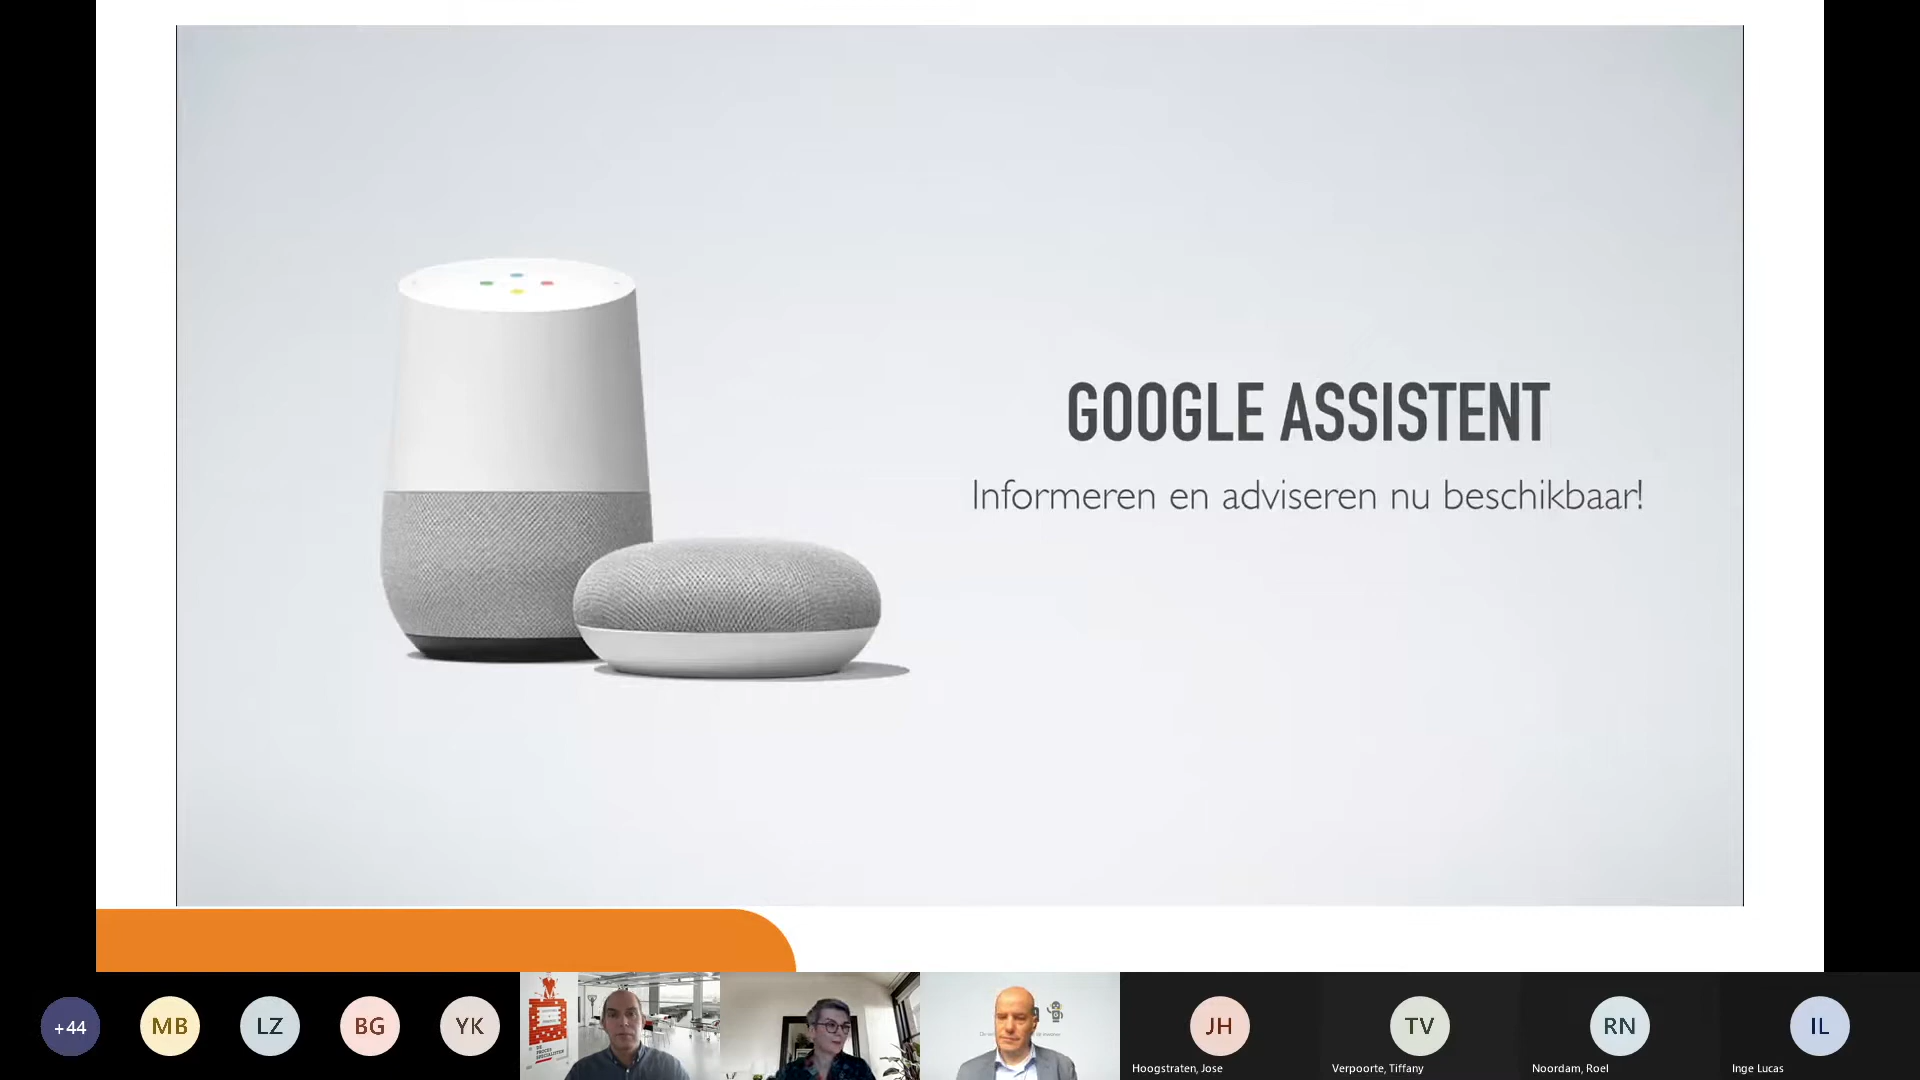 GOOGLE ASSISTENT
Informeren en adviseren nu beschikbaar!
+44
MB
LZ
BG
YK
JH
Hoogstraten, Jose
TV
Verpoorte, Tiffany
RN
Noordam, Roel
IL
Inge Lucas